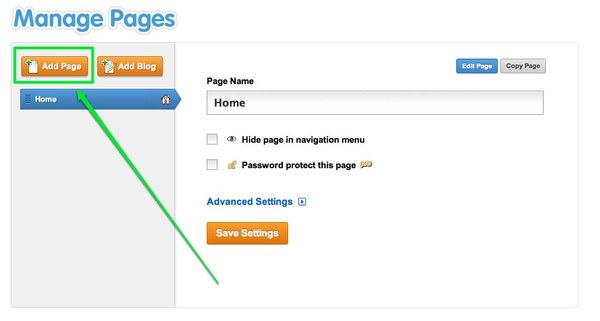 Manage Pages
Add Page
Add Blog
Edit Page
Copy Page
Home
Page Name
Home
Hide page in navigation menu
Password protect this page
Advanced Settings
Save Settings